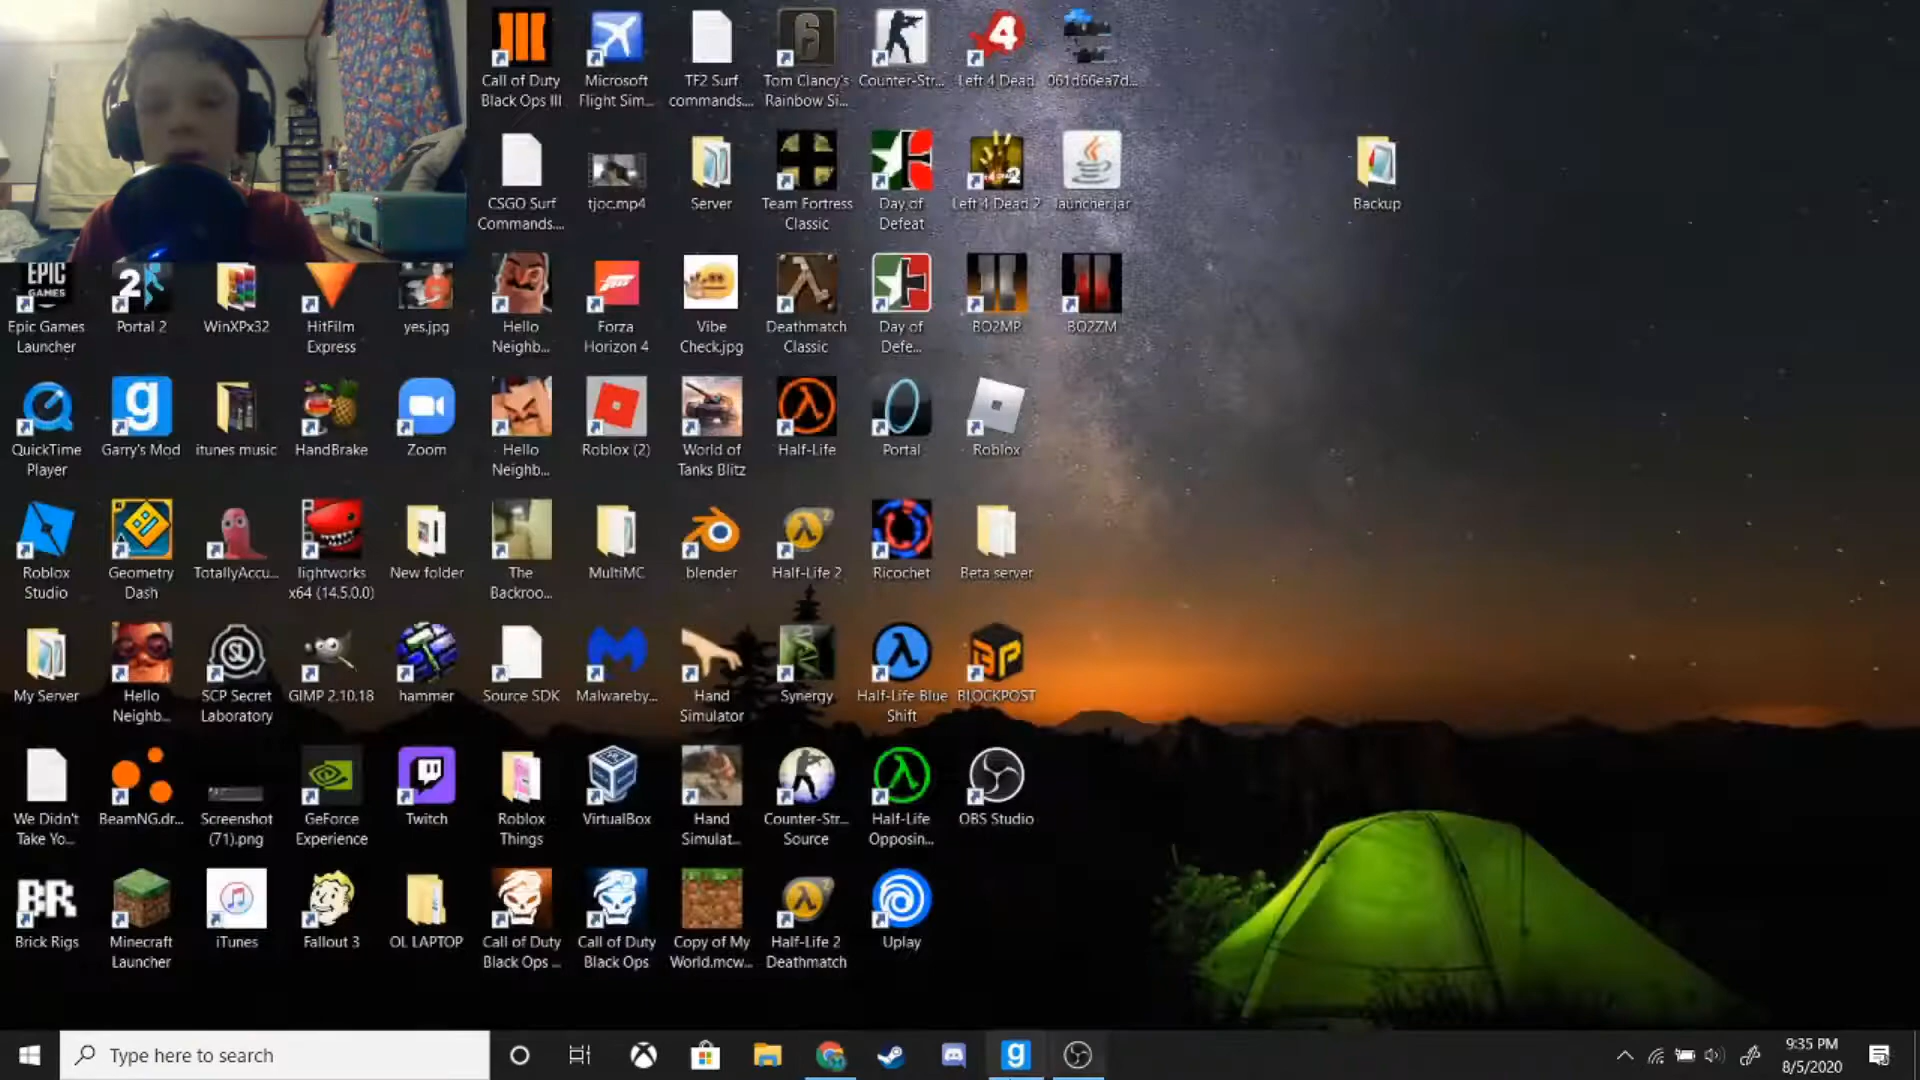 Call of Duty
Black Ops III
Microsoft
Flight Sim...
TF2 Surf
commands....
Tom Clancy's
Rainbow Si...
Counter-Str...
Left 4 Dead
061d66ea7d...
CSGO Surf
Commands....
tjoc.mp4
Server
Team Fortress
Classic
Day of
Defeat
Left 4 Dead 2
launcher.jar
Backup
EPIC
GAMES
Epic Games
Launcher
2
Portal 2
WinXPx32
HitFilm
Express
yes.jpg
Hello
Neighb...
Forza
Horizon 4
Vibe
Check.jpg
Deathmatch
Classic
Day of
Defe...
BO2MP
BO2ZM
QuickTime
Player
Garry's Mod
itunes music
HandBrake
Zoom
Hello
Neighb...
Roblox (2)
World of
Tanks Blitz
Half-Life
Portal
Roblox
Roblox
Studio
Geometry
Dash
TotallyAccu...
lightworks
x64 (14.5.0.0)
New folder
The
Backroo...
MultiMC
blender
Half-Life 2
Ricochet
Beta server
My Server
Hello
Neighb...
SCP Secret
Laboratory
GIMP 2.10.18
hammer
Source SDK
Malwareby...
Hand
Simulator
Synergy
Half-Life Blue
Shift
BLOCKPOST
We Didn't
Take Yo...
BeamNG.dr...
Screenshot
(71).png
GeForce
Experience
Twitch
Roblox
Things
VirtualBox
Hand
Simulat...
Counter-Str...
Source
Half-Life
Opposin...
OBS Studio
BR
Brick Rigs
Minecraft
Launcher
iTunes
Fallout 3
OL LAPTOP
Call of Duty
Black Ops ...
Call of Duty
Black Ops
Copy of My
World.mcw...
Half-Life 2
Deathmatch
Uplay
Type here to search
9:35 PM
8/5/2020